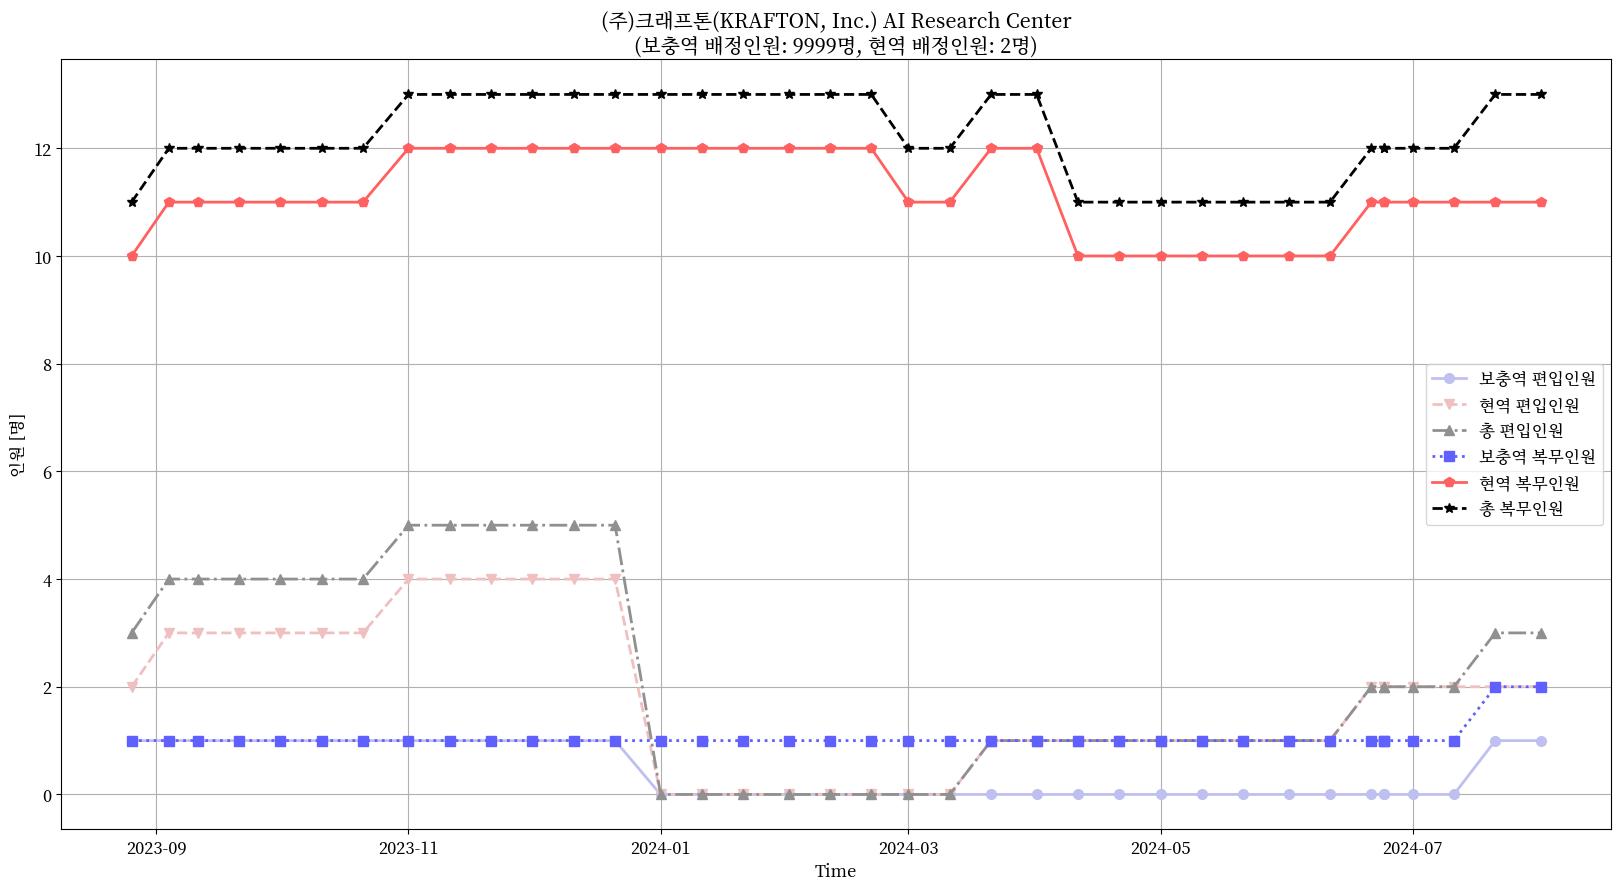 (주)크래프톤(KRAFTON, Inc.) AI Research Center
(보충역 배정인원: 9999명, 현역 배정인원: 2명)
인원 [명]
12
10
8
6
4
2
0
보충역 편입인원
현역 편입인원
총 편입인원
보충역 복무인원
현역 복무인원
총 복무인원
2023-09
2023-11
2024-01
2024-03
2024-05
2024-07
Time